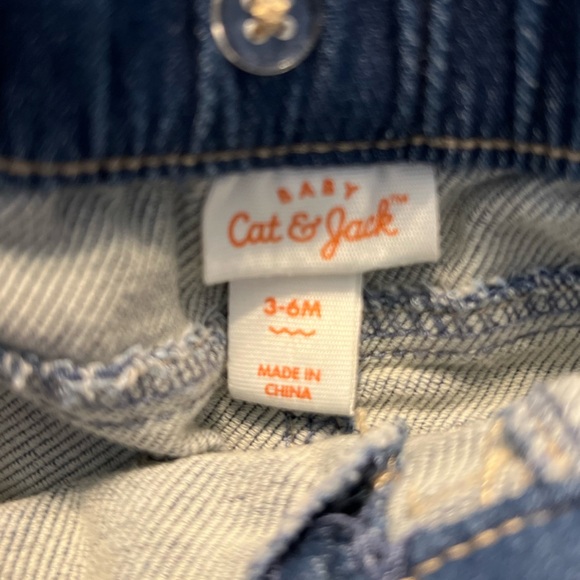 BABY
Cat & Jack™
3-6M
MADE IN
CHINA